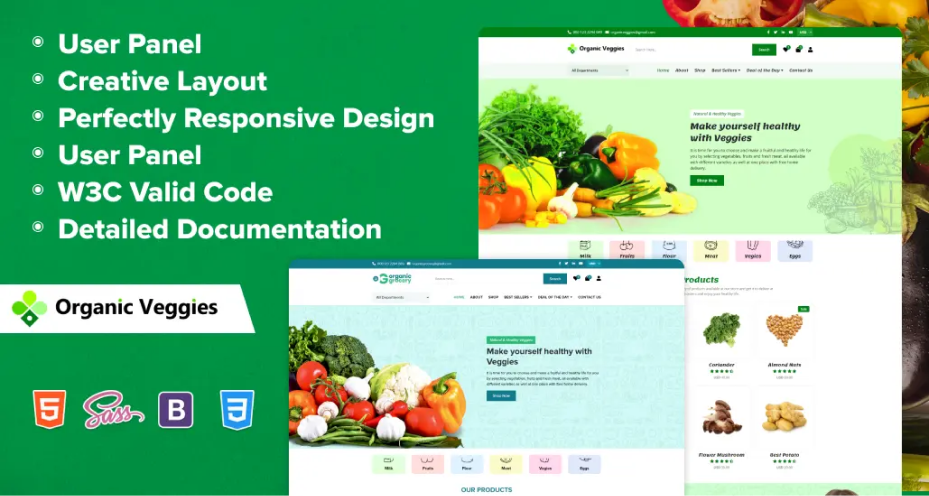 User Panel
Creative Layout
Perfectly Responsive Design
User Panel
W3C Valid Code
Detailed Documentation
Organic Veggies
5
Sass
B
3
Organic Veggies
Search
All Departments
Home About Shop Best Sellers Deal of the Day Contact Us
Natural & Healthy Veggies
Make yourself healthy
with Veggies
Shop Now
Milk Fruits Flour Meat Vegies Eggs
roducts
Coriander Almond Nuts
Flower Mushroom Best Potato
organic
grocery
Search
All Departments
HOME ABOUT SHOP BEST SELLERS DEAL OF THE DAY CONTACT US
Natural & Healthy Veggies
Make yourself healthy with
Veggies
Shop Now
Milk Fruits Flour Meat Vegies Eggs
OUR PRODUCTS